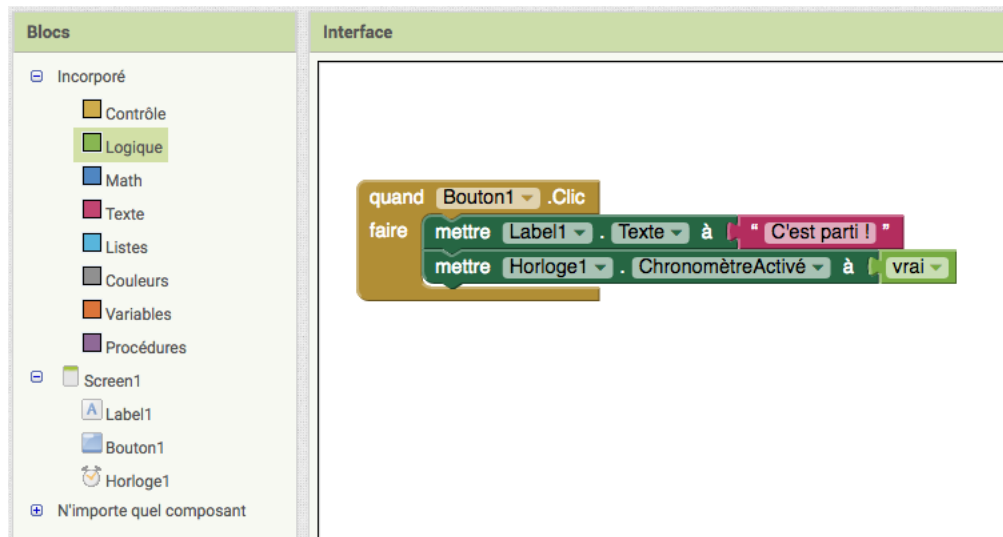 Blocs
Interface
Incorporé
Contrôle
Logique
Math
Texte
Listes
Couleurs
Variables
Procédures
Screen1
A Label1
Bouton1
Horloge1
N'importe quel composant
quand Bouton1 .Clic
faire mettre Label1 . Texte à " C'est parti ! "
mettre Horloge1 . ChronomètreActivé à vrai